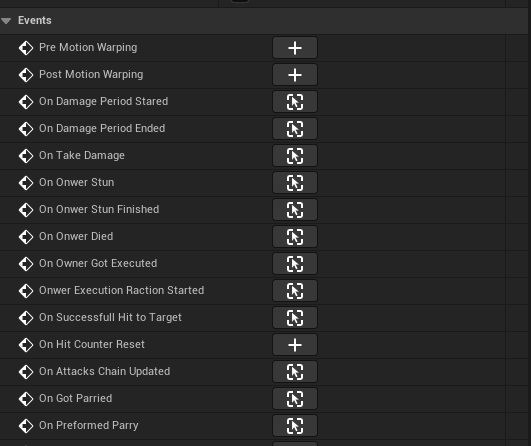 Events
Pre Motion Warping
Post Motion Warping
On Damage Period Stared
On Damage Period Ended
On Take Damage
On Onwer Stun
On Onwer Stun Finished
On Onwer Died
On Owner Got Executed
Onwer Execution Raction Started
On Successfull Hit to Target
On Hit Counter Reset
On Attacks Chain Updated
On Got Parried
On Preformed Parry